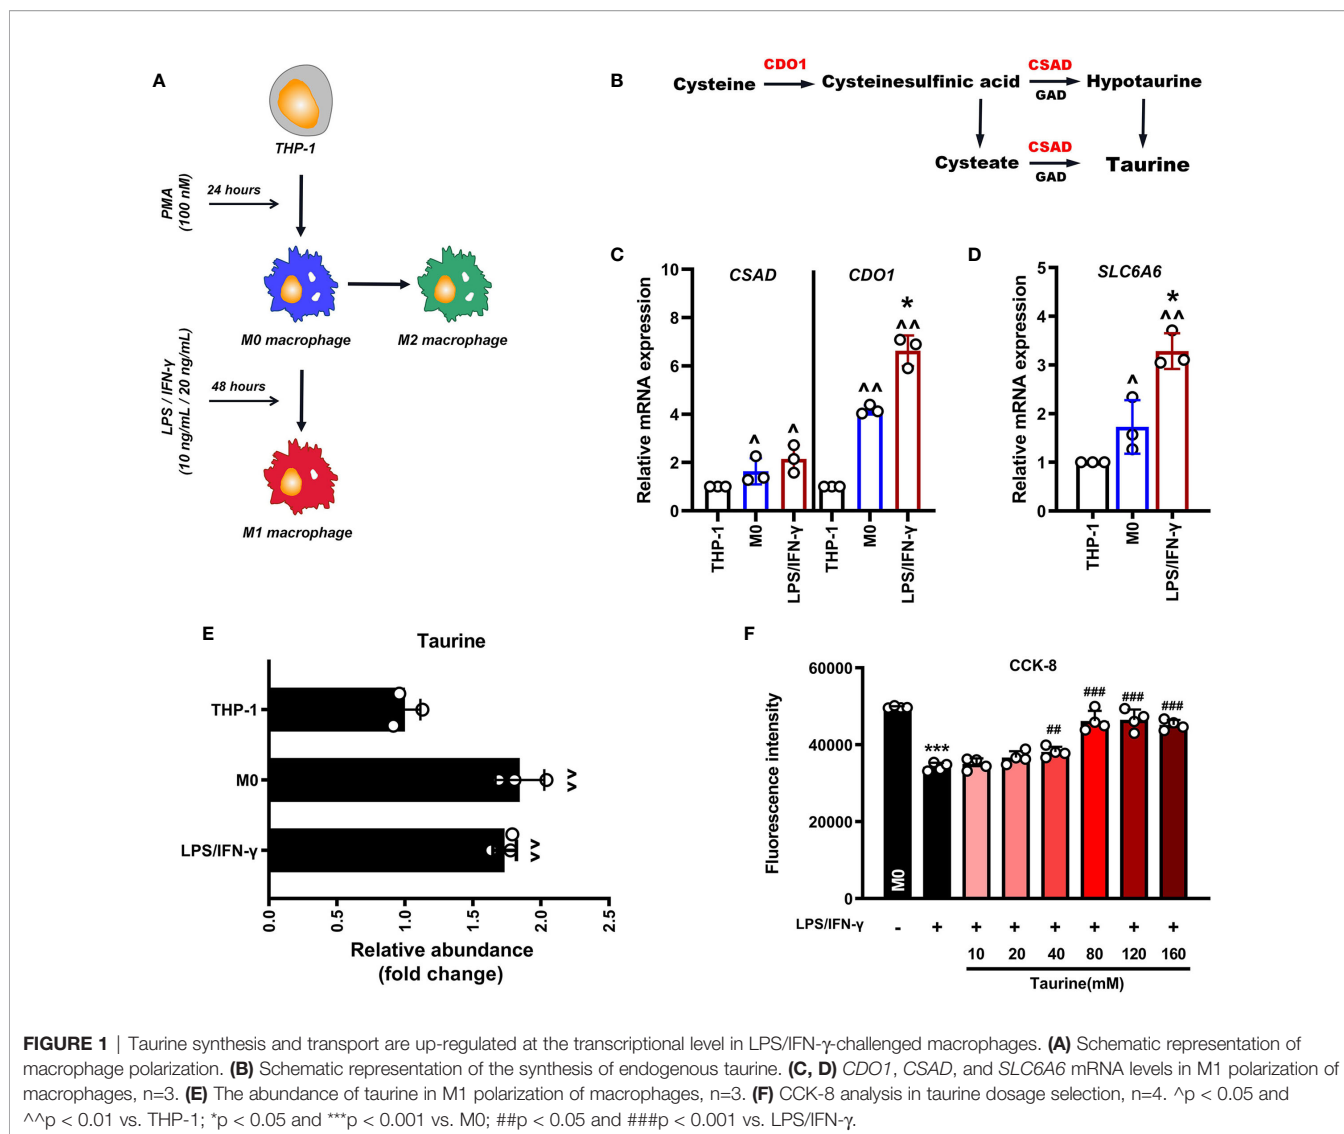 A
THP-1
PMA
(100 nM)
24 hours
M0 macrophage
M2 macrophage
LPS / IFN-γ
(10 ng/mL / 20 ng/mL)
48 hours
M1 macrophage
B
Cysteine
CDO1
Cysteinesulfinic acid
CSAD
GAD
Hypotaurine
Cysteate
CSAD
GAD
Taurine
C
Relative mRNA expression
10
8
6
4
2
0
CSAD
CDO1
^
^
^^
*
^^
THP-1
M0
LPS/IFN-γ
THP-1
M0
LPS/IFN-γ
D
Relative mRNA expression
5
4
3
2
1
0
SLC6A6
^
*
^^
THP-1
M0
LPS/IFN-γ
E
Taurine
THP-1
M0
^^
LPS/IFN-γ
^^
0.0
0.5
1.0
1.5
2.0
2.5
Relative abundance
(fold change)
F
CCK-8
Fluorescence intensity
60000
40000
20000
0
***
##
###
###
###
M0
LPS/IFN-γ - + + + + + + +
10 20 40 80 120 160
Taurine(mM)
FIGURE 1 | Taurine synthesis and transport are up-regulated at the transcriptional level in LPS/IFN-γ-challenged macrophages. (A) Schematic representation of
macrophage polarization. (B) Schematic representation of the synthesis of endogenous taurine. (C, D) CDO1, CSAD, and SLC6A6 mRNA levels in M1 polarization of
macrophages, n=3. (E) The abundance of taurine in M1 polarization of macrophages, n=3. (F) CCK-8 analysis in taurine dosage selection, n=4. ^p < 0.05 and
^^p < 0.01 vs. THP-1; *p < 0.05 and ***p < 0.001 vs. M0; ##p < 0.05 and ###p < 0.001 vs. LPS/IFN-γ.